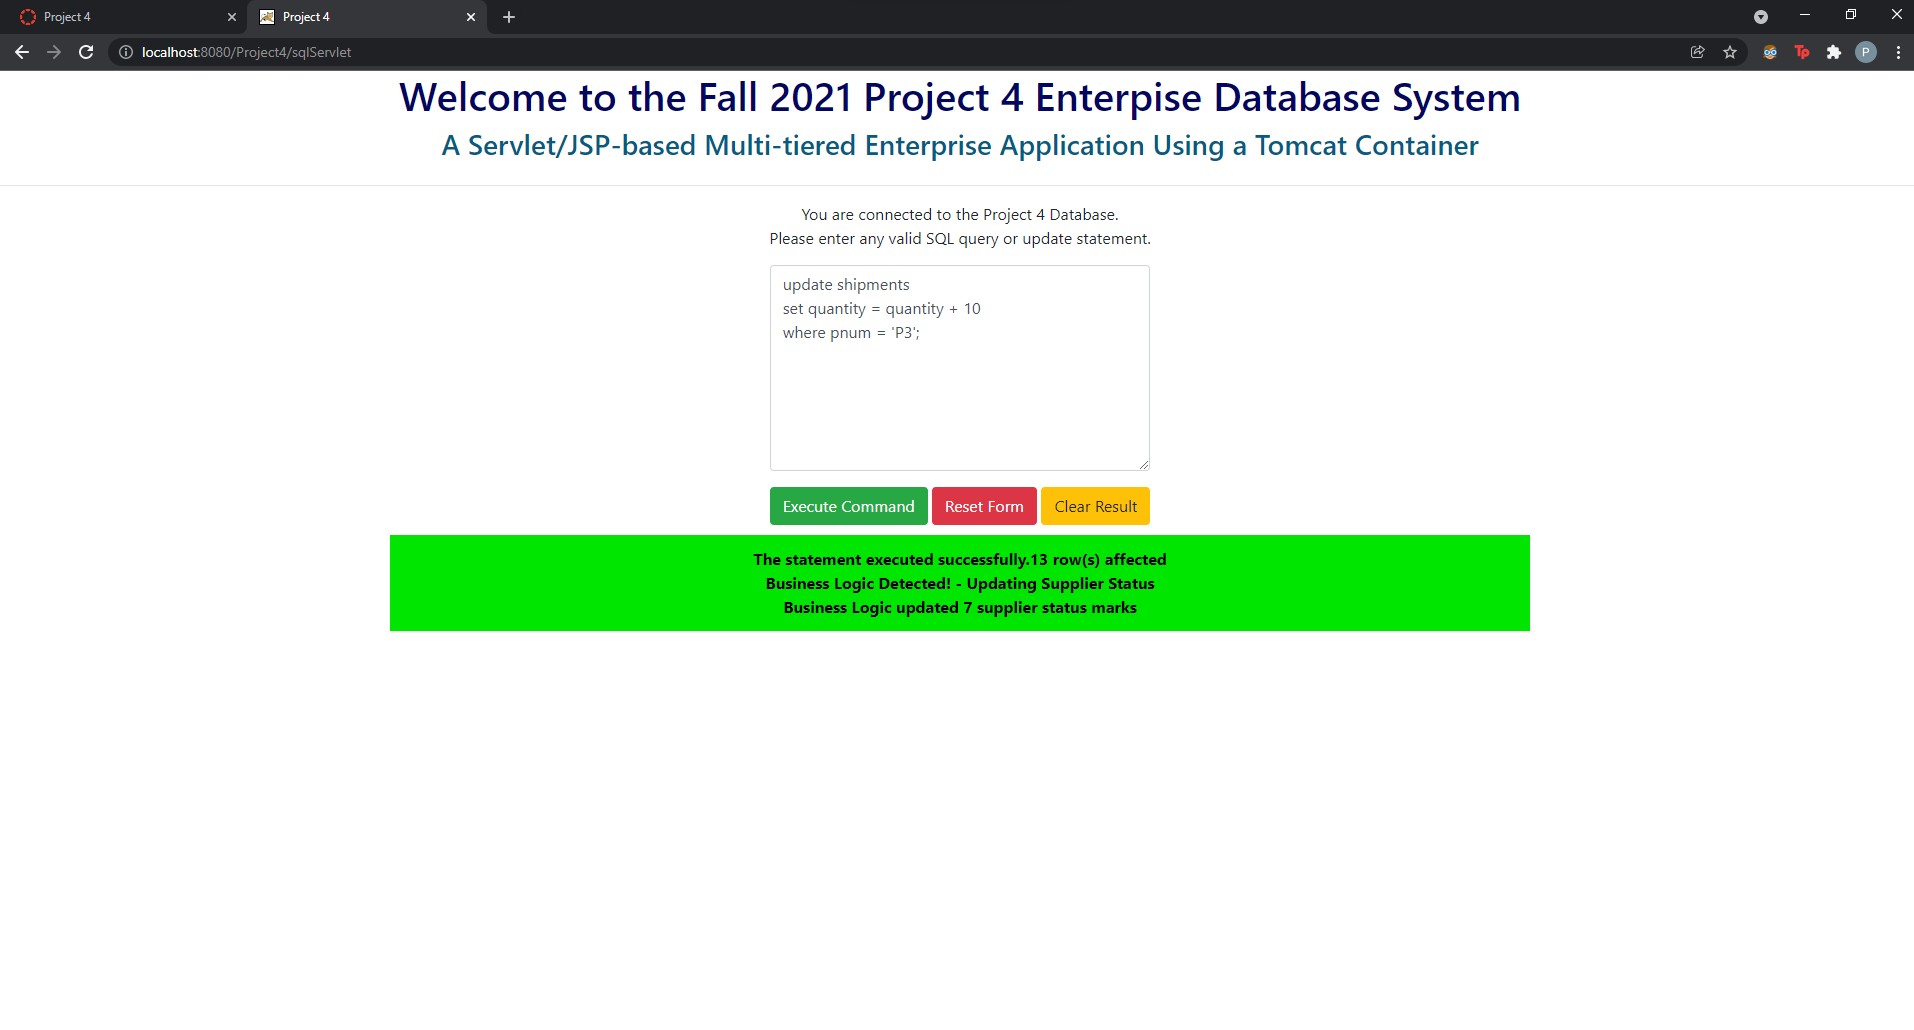 Project 4
Project 4
localhost:8080/Project4/sqlServlet
Tp
P
Welcome to the Fall 2021 Project 4 Enterpise Database System
A Servlet/JSP-based Multi-tiered Enterprise Application Using a Tomcat Container
You are connected to the Project 4 Database.
Please enter any valid SQL query or update statement.
update shipments
set quantity = quantity + 10
where pnum = 'P3';
Execute Command
Reset Form
Clear Result
The statement executed successfully.13 row(s) affected
Business Logic Detected! - Updating Supplier Status
Business Logic updated 7 supplier status marks